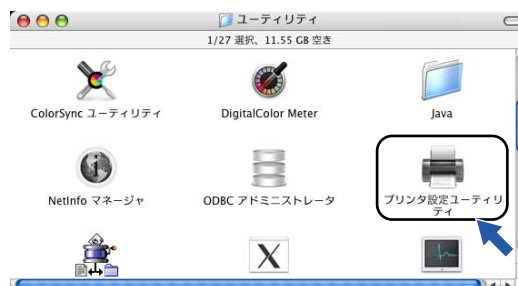 ユーティリティ
1/27 選択、11.55 GB 空き
ColorSync ユーティリティ
DigitalColor Meter
Java
NetInfo マネージャ
ODBC アドミニストレータ
プリンタ設定ユーティリ
ティ